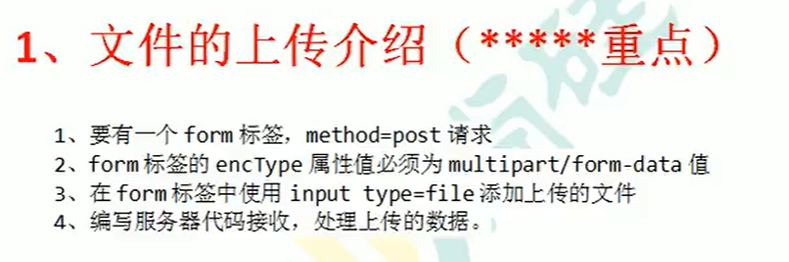 1、文件的上传介绍（*****重点）
1、要有一个 form 标签，method=post 请求
2、form 标签的 encType 属性值必须为 multipart/form-data 值
3、在 form 标签中使用 input type=file 添加上传的文件
4、编写服务器代码接收，处理上传的数据。